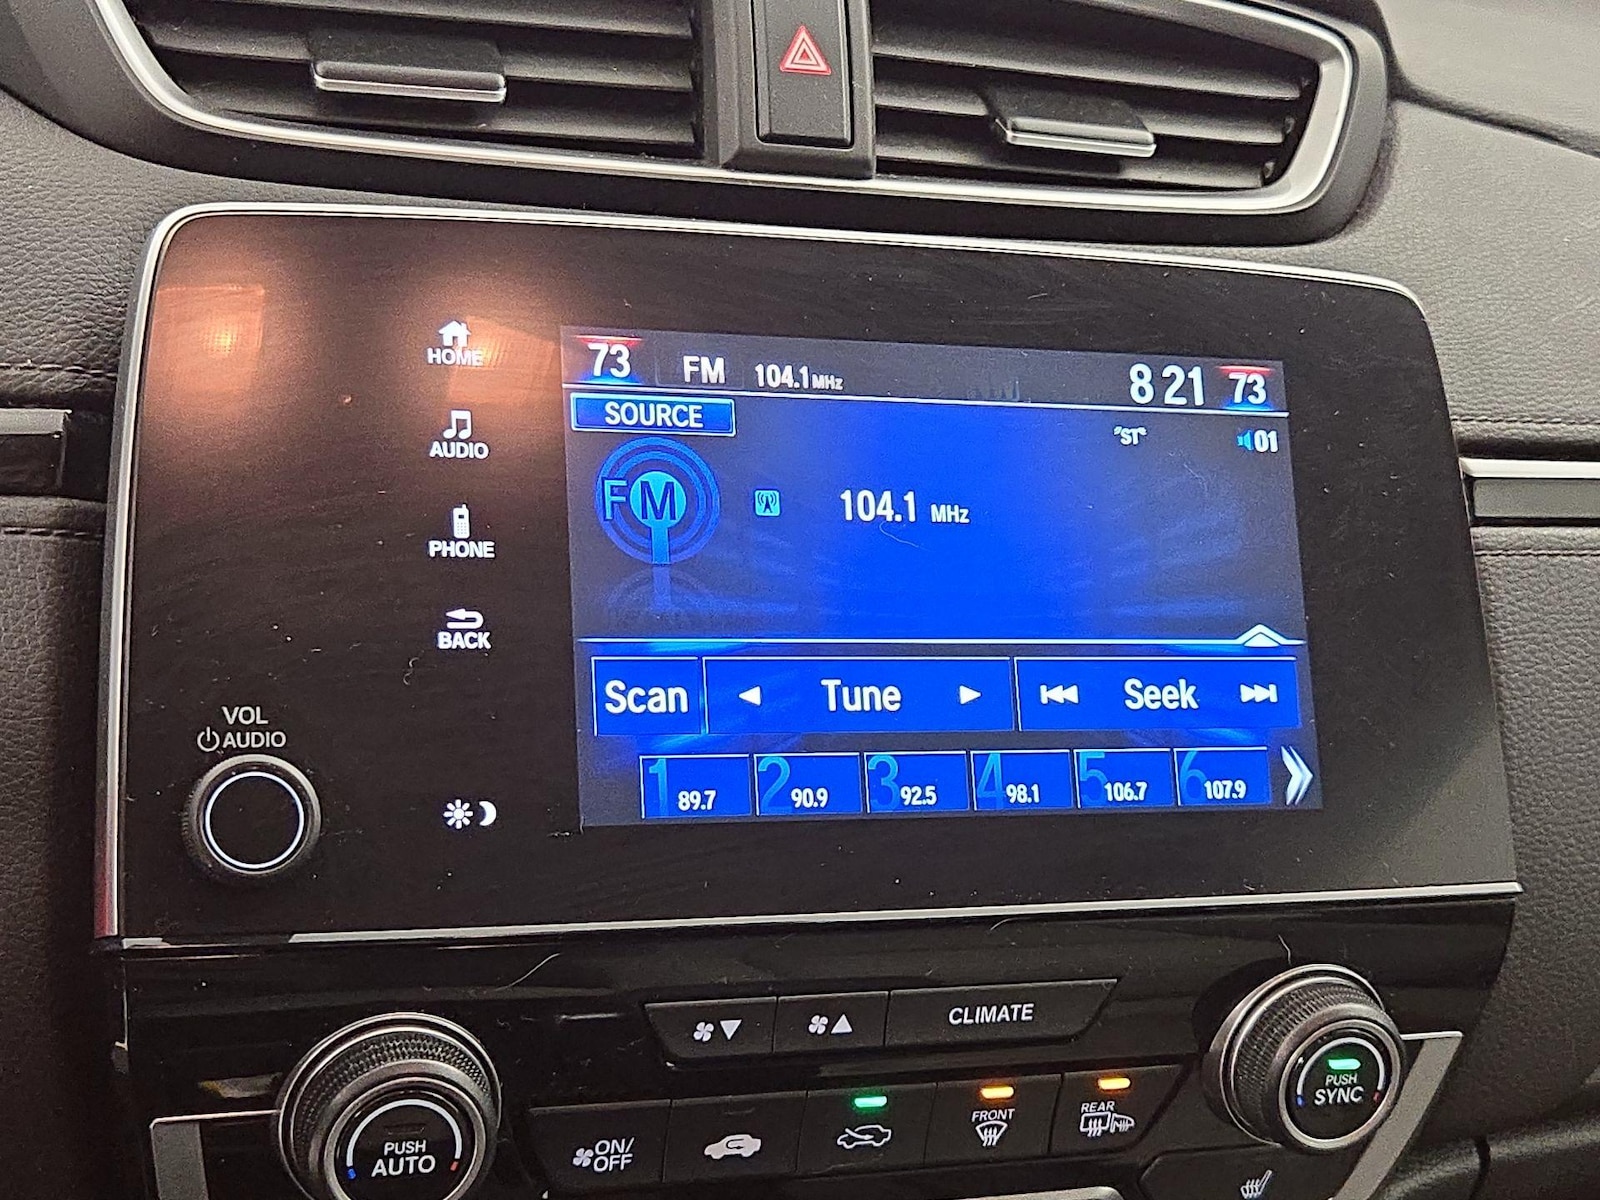 73 FM 104.1 MHz 8 21 73
SOURCE
"ST" 01
FM 104.1 MHz
Scan Tune Seek
1 89.7 2 90.9 3 92.5 4 98.1 5 106.7 6 107.9
HOME
AUDIO
PHONE
BACK
VOL
AUDIO
CLIMATE
PUSH
AUTO
ON/
OFF
FRONT
REAR
PUSH
SYNC